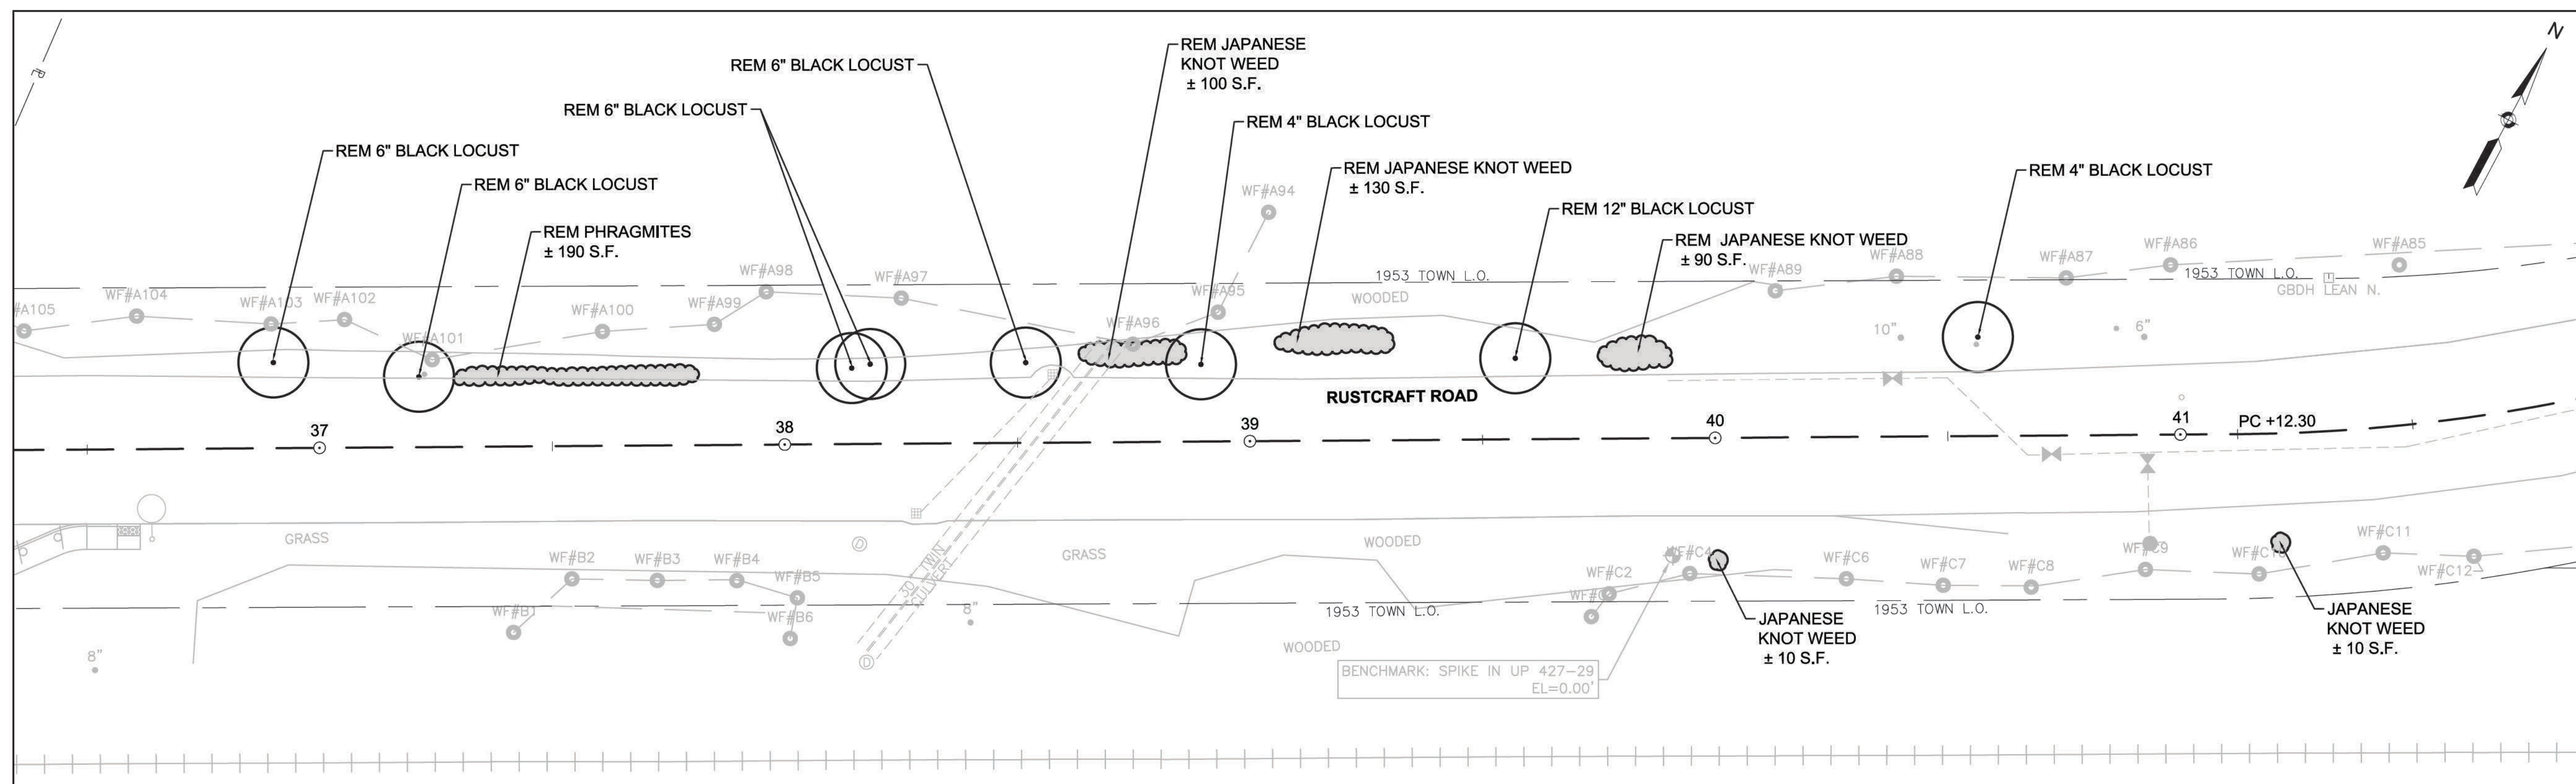 N
REM JAPANESE
KNOT WEED
± 100 S.F.
REM 6" BLACK LOCUST
REM 6" BLACK LOCUST
REM 4" BLACK LOCUST
REM 6" BLACK LOCUST
REM JAPANESE KNOT WEED
± 130 S.F.
REM 4" BLACK LOCUST
REM 6" BLACK LOCUST
WF#A94
REM 12" BLACK LOCUST
REM PHRAGMITES
± 190 S.F.
REM JAPANESE KNOT WEED
± 90 S.F.
WF#A89
WF#A88
WF#A87
WF#A86
WF#A85
1953 TOWN L.O.
1953 TOWN L.O.
GBDH LEAN N.
WF#A98
WF#A97
WF#A95
WOODED
#A105
WF#A104
WF#A103
WF#A102
WF#A100
WF#A99
WF#A96
WF#A101
10"
6"
RUSTCRAFT ROAD
37
38
39
40
41
PC +12.30
GRASS
WF#B2
WF#B3
WF#B4
WF#B5
WF#B1
WF#B6
D
D
30" TWIN
CULVERT
GRASS
WOODED
WF#C4
WF#C2
WF#C6
WF#C7
WF#C8
WF#C9
WF#C11
WF#C12
8"
8"
1953 TOWN L.O.
1953 TOWN L.O.
WOODED
JAPANESE
KNOT WEED
± 10 S.F.
JAPANESE
KNOT WEED
± 10 S.F.
BENCHMARK: SPIKE IN UP 427-29
EL=0.00'